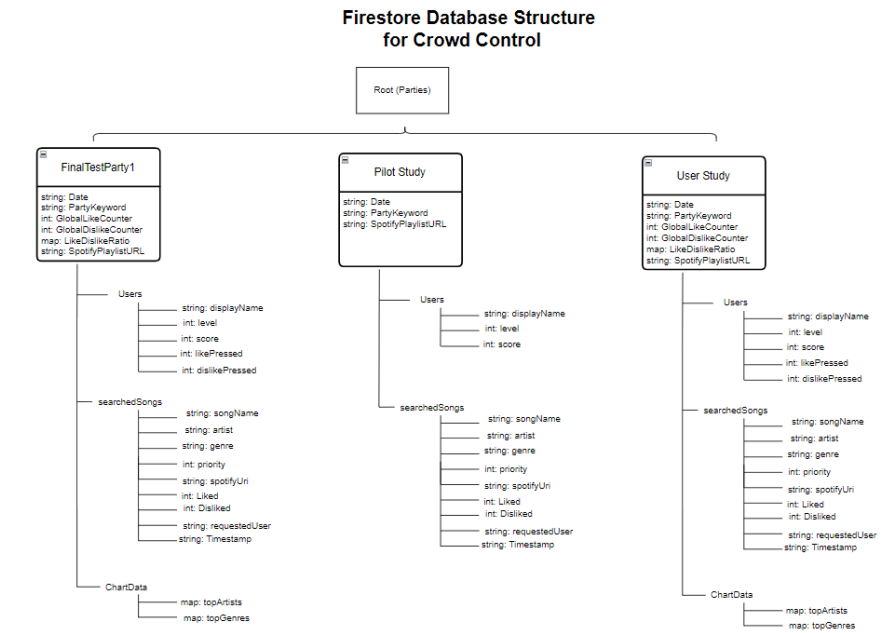 Firestore Database Structure
for Crowd Control
Root (Parties)
FinalTestParty1
string: Date
string: PartyKeyword
int: GlobalLikeCounter
int: GlobalDislikeCounter
map: LikeDislikeRatio
string: SpotifyPlaylistURL
Users
string: displayName
int: level
int: score
int: likePressed
int: dislikePressed
searchedSongs
string: songName
string: artist
string: genre
int: priority
string: spotifyUri
int: Liked
int: Disliked
string: requestedUser
string: Timestamp
ChartData
map: topArtists
map: topGenres
Pilot Study
string: Date
string: PartyKeyword
string: SpotifyPlaylistURL
Users
string: displayName
int: level
int: score
searchedSongs
string: songName
string: artist
string: genre
int: priority
string: spotifyUri
int: Liked
int: Disliked
string: requestedUser
string: Timestamp
User Study
string: Date
string: PartyKeyword
int: GlobalLikeCounter
int: GlobalDislikeCounter
map: LikeDislikeRatio
string: SpotifyPlaylistURL
Users
string: displayName
int: level
int: score
int: likePressed
int: dislikePressed
searchedSongs
string: songName
string: artist
string: genre
int: priority
string: spotifyUri
int: Liked
int: Disliked
string: requestedUser
string: Timestamp
ChartData
map: topArtists
map: topGenres